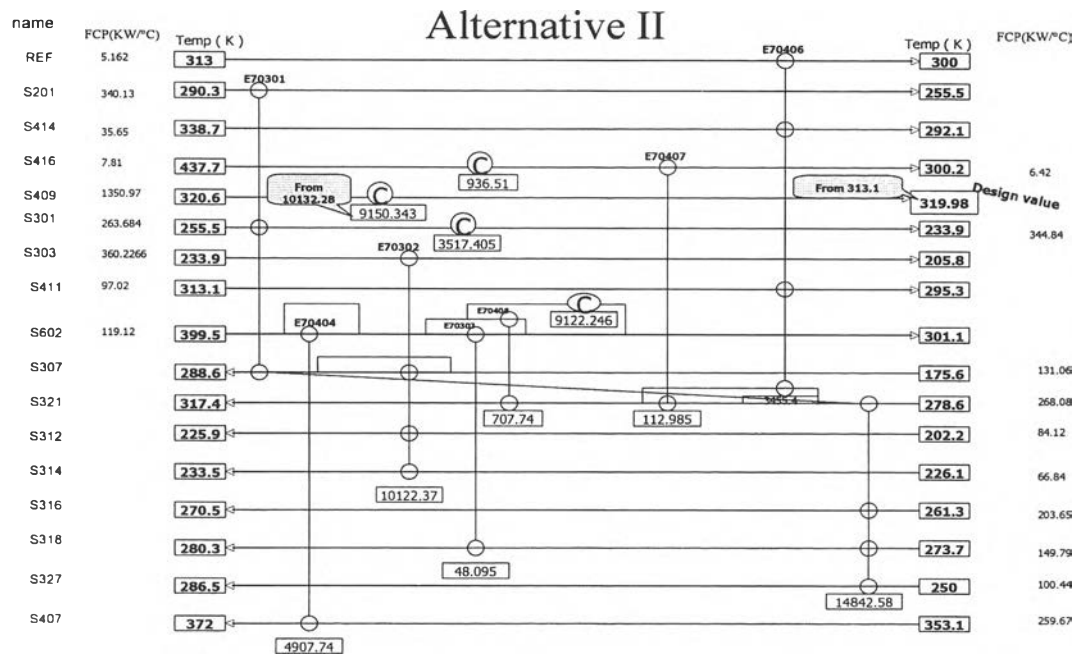 Alternative II
name
FCP(KW/°C)
Temp ( K )
Temp ( K )
FCP(KW/°C)
REF 5.162 313 E70406 300
E70301
S201 340.13 290.3 255.5
S414 35.65 338.7 292.1
S416 7.81 437.7 C 936.51 E70407 300.2 6.42
S409 1350.97 320.6 From 10132.28 C 9150.343 From 313.1 319.98 Design value
S301 263.684 255.5 C 3517.405 233.9 344.84
S303 360.2266 233.9 E70302 205.8
S411 97.02 313.1 295.3
S602 119.12 399.5 E70404 E70303 E70405 C 9122.246 301.1
S307 288.6 175.6 131.06
S321 317.4 707.74 112.985 278.6 268.08
S312 225.9 202.2 84.12
S314 233.5 10122.37 226.1 66.84
S316 270.5 261.3 203.65
S318 280.3 48.095 273.7 149.79
S327 286.5 14842.58 250 100.44
S407 372 4907.74 353.1 259.67